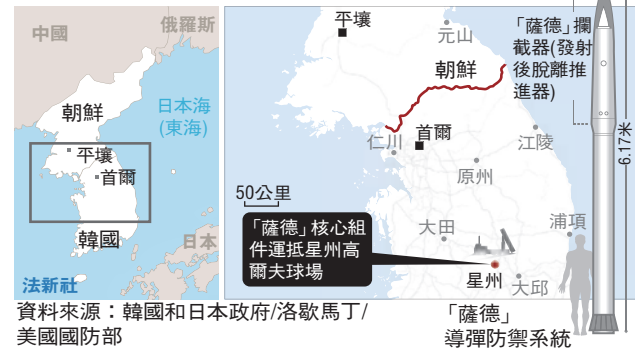 中國
俄羅斯
朝鮮
日本海
(東海)
平壤
首爾
韓國
日本
法新社
平壤
元山
朝鮮
仁川
首爾
江陵
原州
50公里
「薩德」核心組
件運抵星州高
爾夫球場
大田
浦項
星州
大邱
「薩德」攔
截器(發射
後脫離推
進器)
6.17米
「薩德」
導彈防禦系統
資料來源：韓國和日本政府/洛歇馬丁/
美國國防部